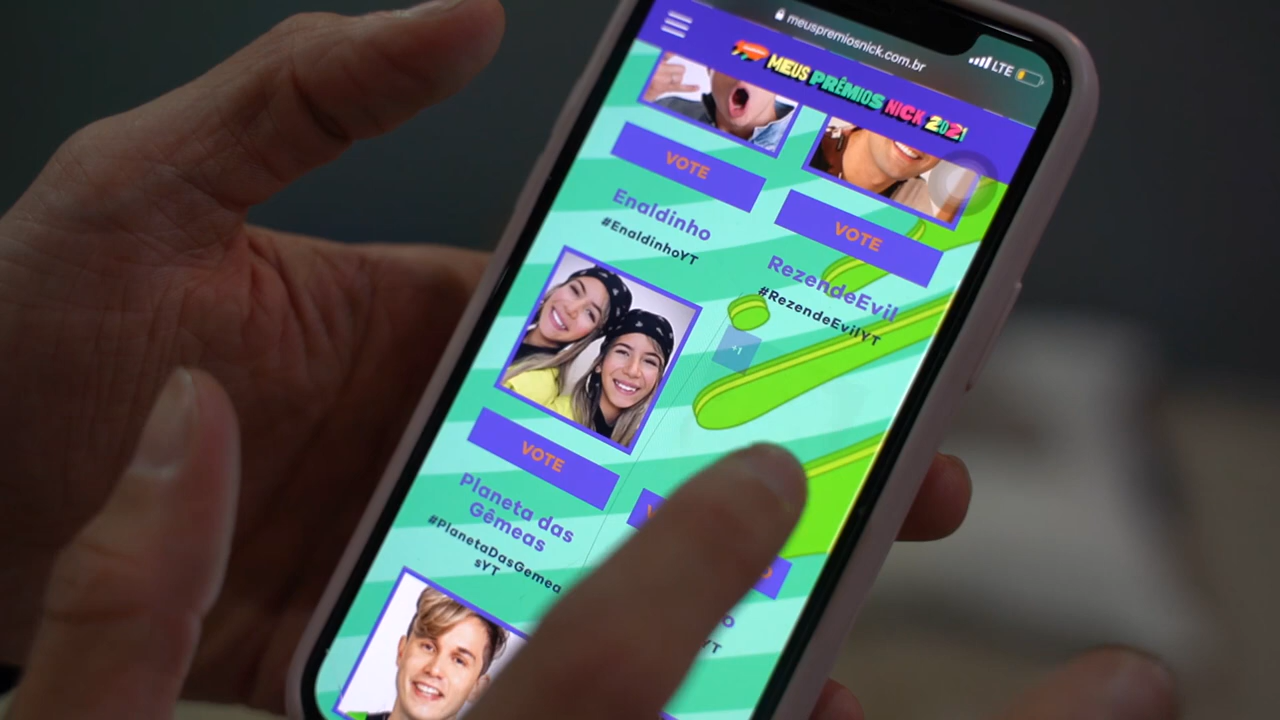 meuspremiosnick.com.br
LTE
MEUS PRÊMIOS NICK 2021
VOTE
Enaldinho
#EnaldinhoYT
VOTE
RezendeEvil
#RezendeEvilYT
+1
VOTE
Planeta das
Gêmeas
#PlanetaDasGemea
sYT